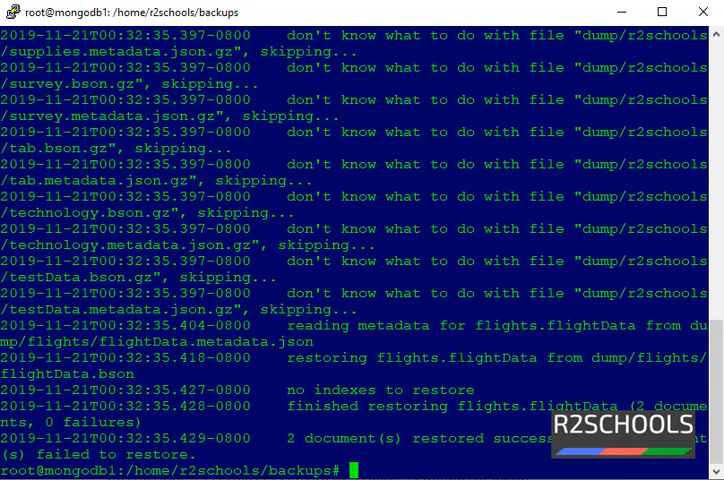 root@mongodb1: /home/r2schools/backups
2019-11-21T00:32:35.397-0800 don't know what to do with file "dump/r2schools
/supplies.metadata.json.gz", skipping...
2019-11-21T00:32:35.397-0800 don't know what to do with file "dump/r2schools
/survey.bson.gz", skipping...
2019-11-21T00:32:35.397-0800 don't know what to do with file "dump/r2schools
/survey.metadata.json.gz", skipping...
2019-11-21T00:32:35.397-0800 don't know what to do with file "dump/r2schools
/tab.bson.gz", skipping...
2019-11-21T00:32:35.397-0800 don't know what to do with file "dump/r2schools
/tab.metadata.json.gz", skipping...
2019-11-21T00:32:35.397-0800 don't know what to do with file "dump/r2schools
/technology.bson.gz", skipping...
2019-11-21T00:32:35.397-0800 don't know what to do with file "dump/r2schools
/technology.metadata.json.gz", skipping...
2019-11-21T00:32:35.397-0800 don't know what to do with file "dump/r2schools
/testData.bson.gz", skipping...
2019-11-21T00:32:35.397-0800 don't know what to do with file "dump/r2schools
/testData.metadata.json.gz", skipping...
2019-11-21T00:32:35.404-0800 reading metadata for flights.flightData from du
mp/flights/flightData.metadata.json
2019-11-21T00:32:35.418-0800 restoring flights.flightData from dump/flights/
flightData.bson
2019-11-21T00:32:35.427-0800 no indexes to restore
2019-11-21T00:32:35.428-0800 finished restoring flights.flightData (2 docume
nts, 0 failures)
2019-11-21T00:32:35.429-0800 2 document(s) restored success
(s) failed to restore.
root@mongodb1:/home/r2schools/backups#
R2SCHOOLS